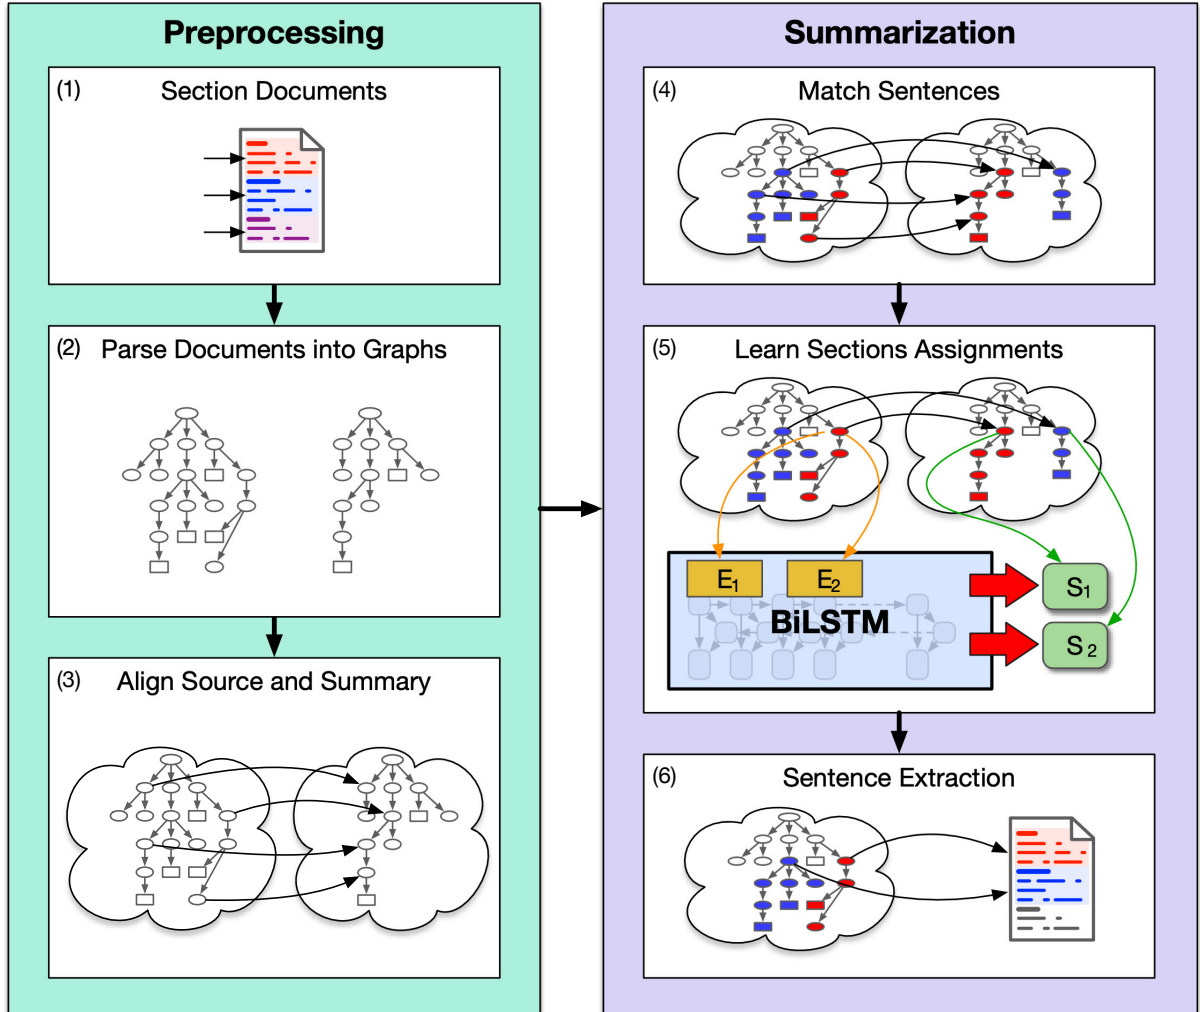 Preprocessing
(1) Section Documents
(2) Parse Documents into Graphs
(3) Align Source and Summary
Summarization
(4) Match Sentences
(5) Learn Sections Assignments
E1 E2
BiLSTM
S1
S2
(6) Sentence Extraction